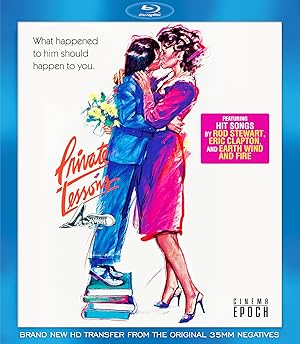 Blu-ray Disc
What happened
to him should
happen to you.
FEATURING
HIT SONGS
BY ROD STEWART,
ERIC CLAPTON,
AND EARTH WIND
AND FIRE
Private
Lessons
CINEMA
EPOCH
BRAND NEW HD TRANSFER FROM THE ORIGINAL 35MM NEGATIVES